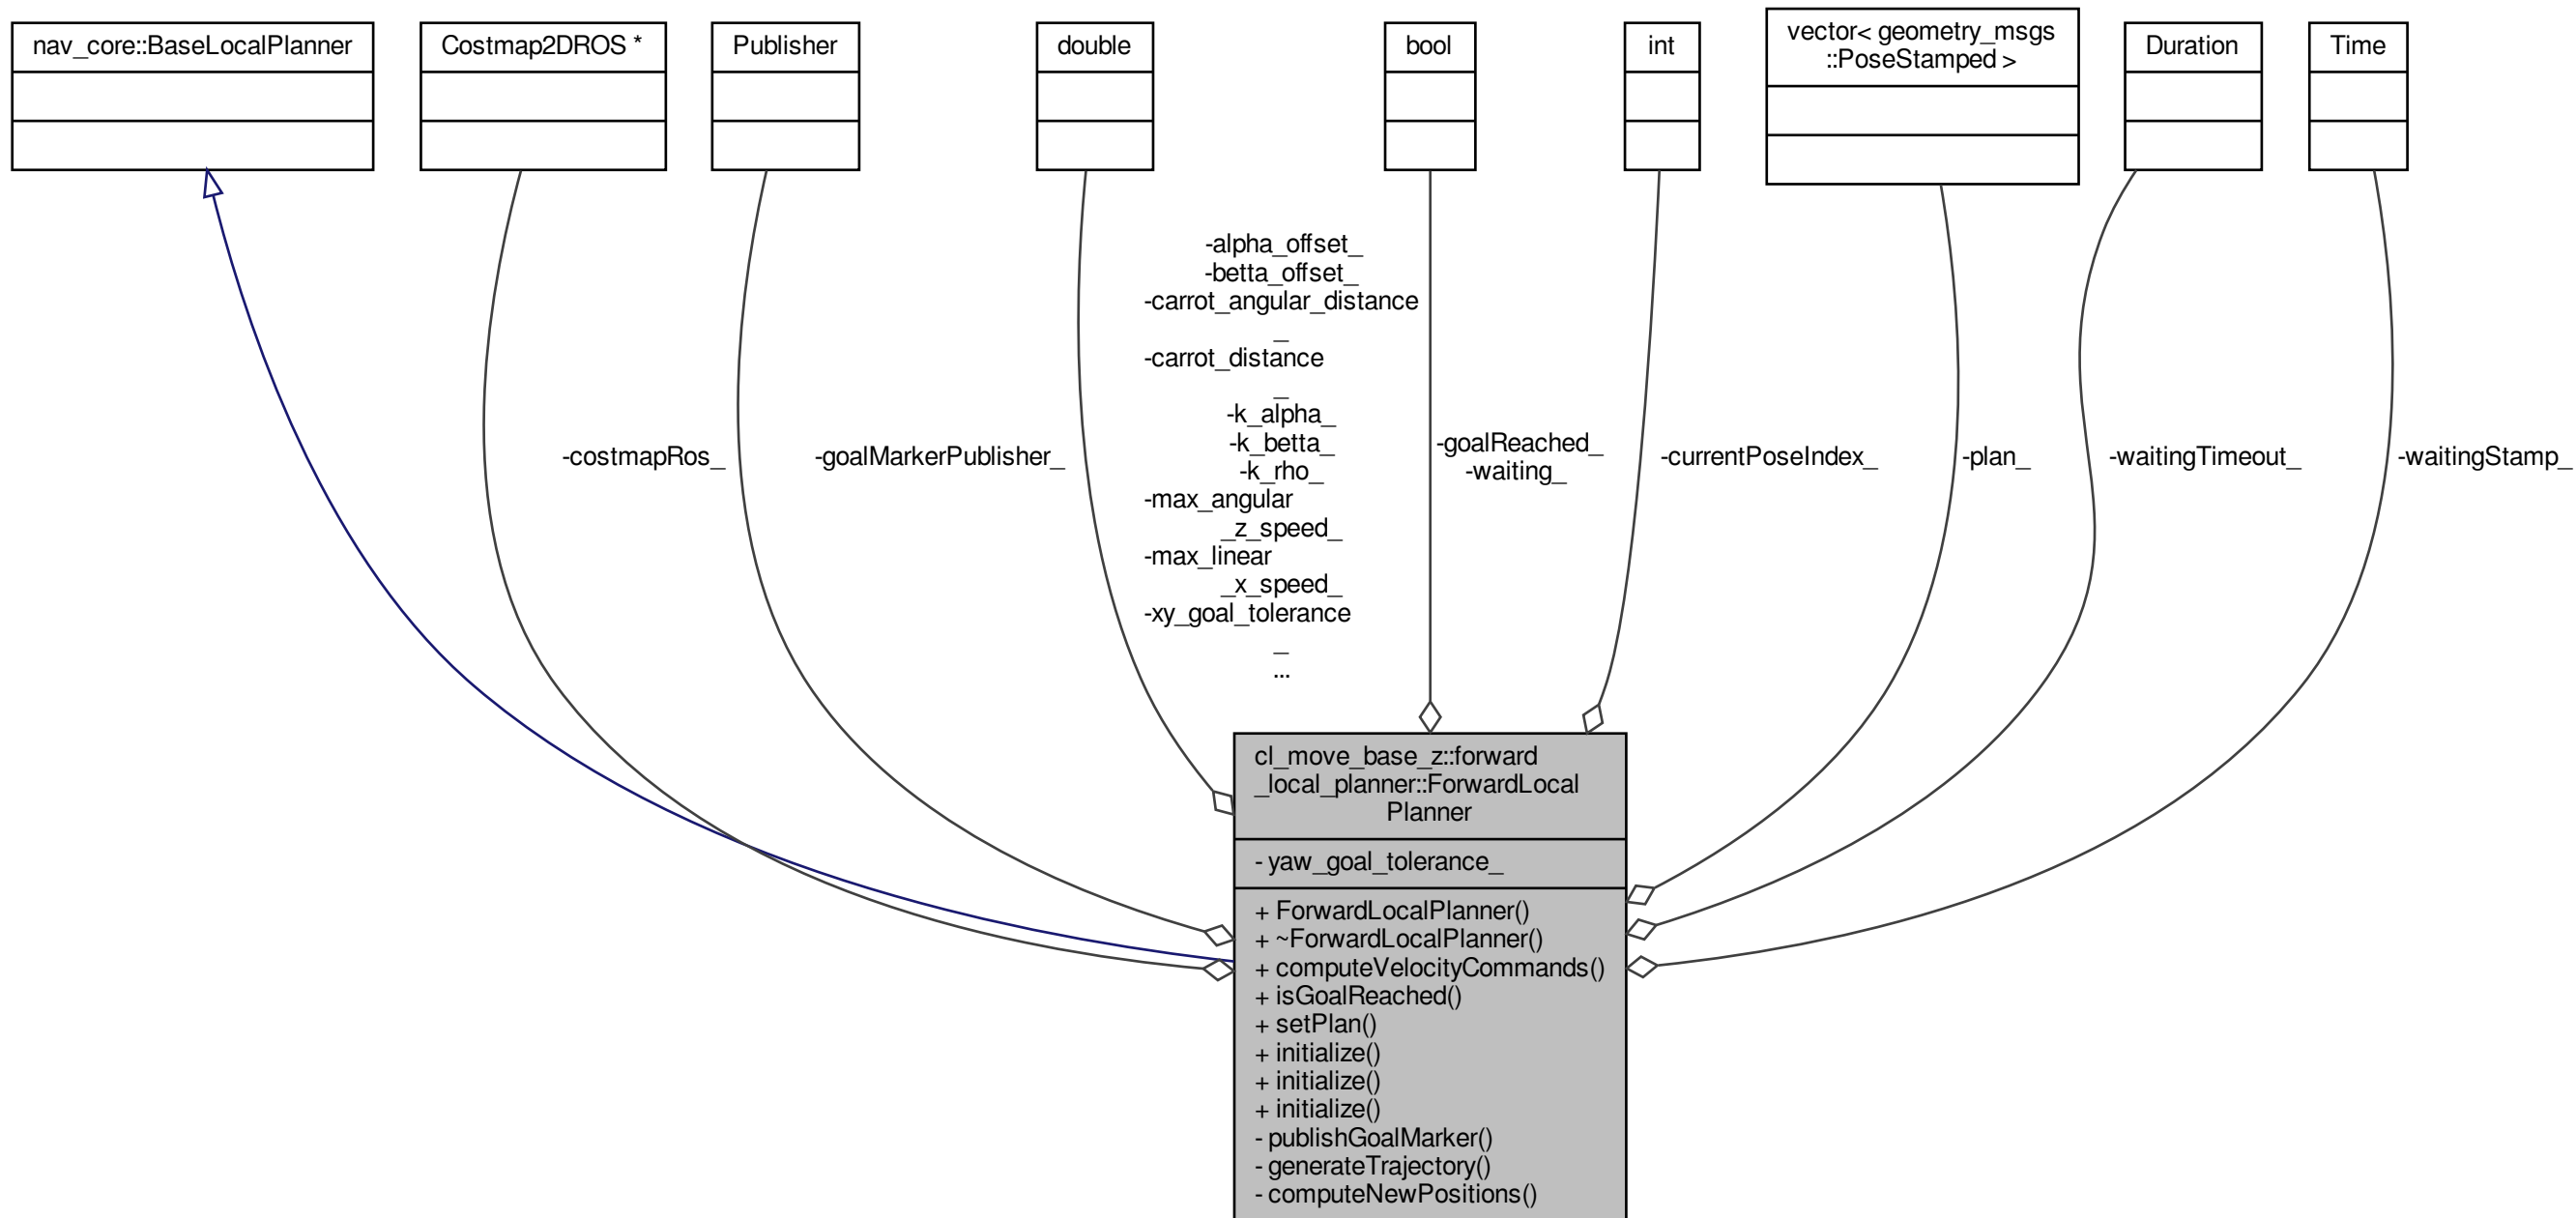 nav_core::BaseLocalPlanner
Costmap2DROS *
Publisher
double
bool
int
vector< geometry_msgs
::PoseStamped >
Duration
Time
-costmapRos_
-goalMarkerPublisher_
-alpha_offset_
-betta_offset_
-carrot_angular_distance
_
-carrot_distance
_
-k_alpha_
-k_betta_
-k_rho_
-max_angular
_z_speed_
-max_linear
_x_speed_
-xy_goal_tolerance
_
...
-goalReached_
-waiting_
-currentPoseIndex_
-plan_
-waitingTimeout_
-waitingStamp_
cl_move_base_z::forward
_local_planner::ForwardLocal
Planner
- yaw_goal_tolerance_
+ ForwardLocalPlanner()
+ ~ForwardLocalPlanner()
+ computeVelocityCommands()
+ isGoalReached()
+ setPlan()
+ initialize()
+ initialize()
+ initialize()
- publishGoalMarker()
- generateTrajectory()
- computeNewPositions()